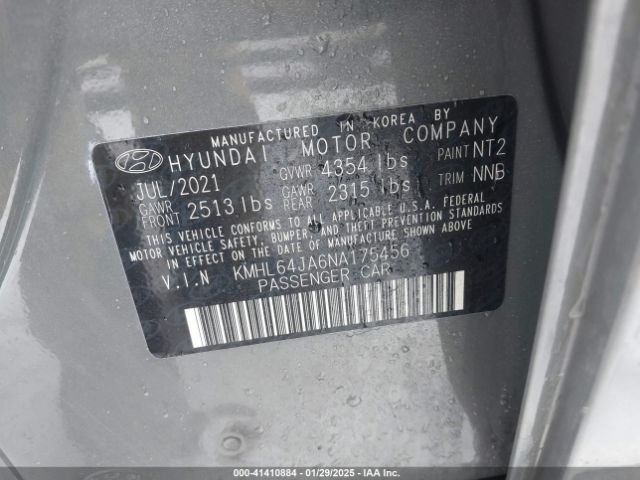 MANUFACTURED IN KOREA BY
HYUNDAI MOTOR COMPANY
JUL/2021 GVWR 4354 lbs PAINT NT2
GAWR FRONT 2513 lbs GAWR REAR 2315 lbs TRIM NNB
THIS VEHICLE CONFORMS TO ALL APPLICABLE U.S.A. FEDERAL
MOTOR VEHICLE SAFETY, BUMPER, AND THEFT PREVENTION
STANDARDS IN EFFECT ON THE DATE OF MANUFACTURE SHOWN ABOVE.
V.I.N KMHL64JA6NA175456
PASSENGER CAR
000-41410884 - 01/29/2025 - IAA Inc.